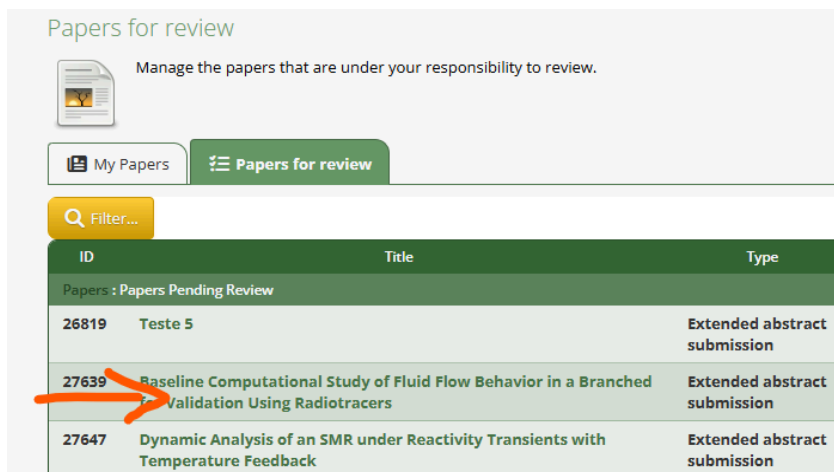 Papers for review
Manage the papers that are under your responsibility to review.
My Papers
Papers for review
Filter...
ID Title Type
Papers : Papers Pending Review
26819 Teste 5 Extended abstract
submission
27639 Baseline Computational Study of Fluid Flow Behavior in a Branched Extended abstract
for Validation Using Radiotracers submission
27647 Dynamic Analysis of an SMR under Reactivity Transients with Extended abstract
Temperature Feedback submission